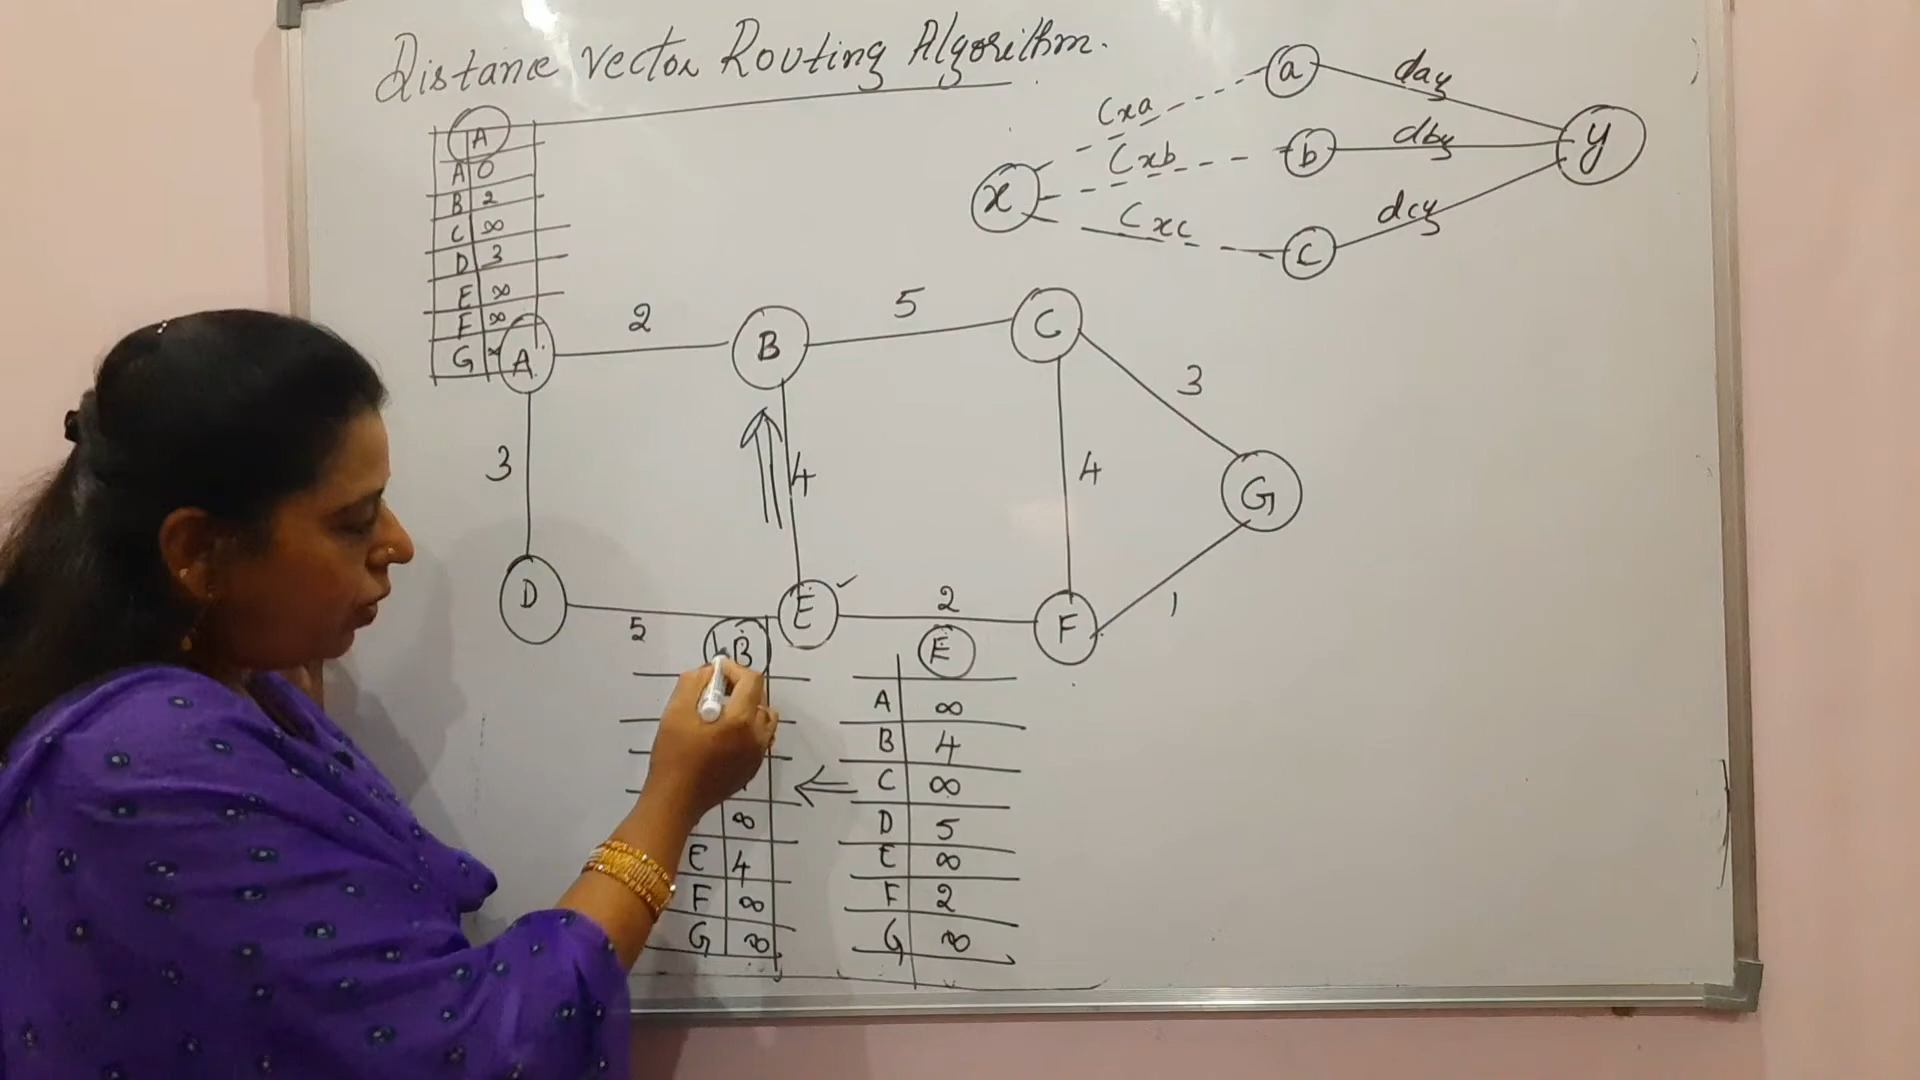 Distance Vector Routing Algorithm.
A
A 0
B 2
C ∞
D 3
E ∞
F ∞
G
x
Cxa
Cxb
Cxc
a
b
c
day
dby
dcy
y
A
2
B
5
C
3
3
4
4
G
D
5
E
2
F
1
B
∞
E 4
F ∞
G ∞
E
A ∞
B 4
C ∞
D 5
E ∞
F 2
G ∞